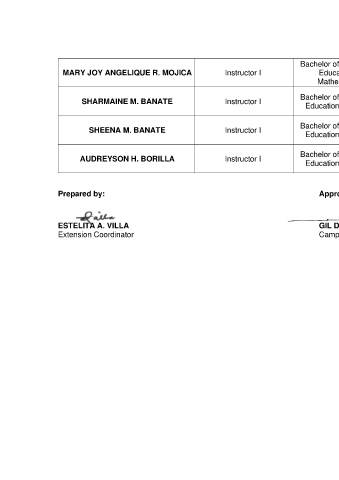 MARY JOY ANGELIQUE R. MOJICA Instructor I Bachelor of
Educa
Mathe
SHARMAINE M. BANATE Instructor I Bachelor of
Education
SHEENA M. BANATE Instructor I Bachelor of
Education
AUDREYSON H. BORILLA Instructor I Bachelor of
Education
Prepared by: Appro
ESTELITA A. VILLA GIL D
Extension Coordinator Camp